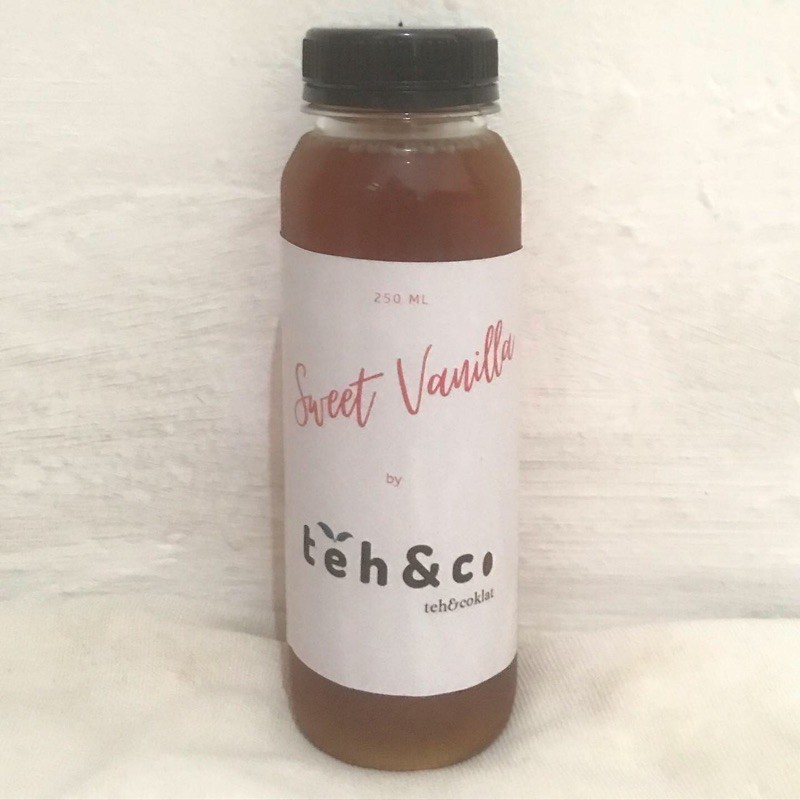 250 ML
Sweet Vanilla
by
teh&co
teh&coklat